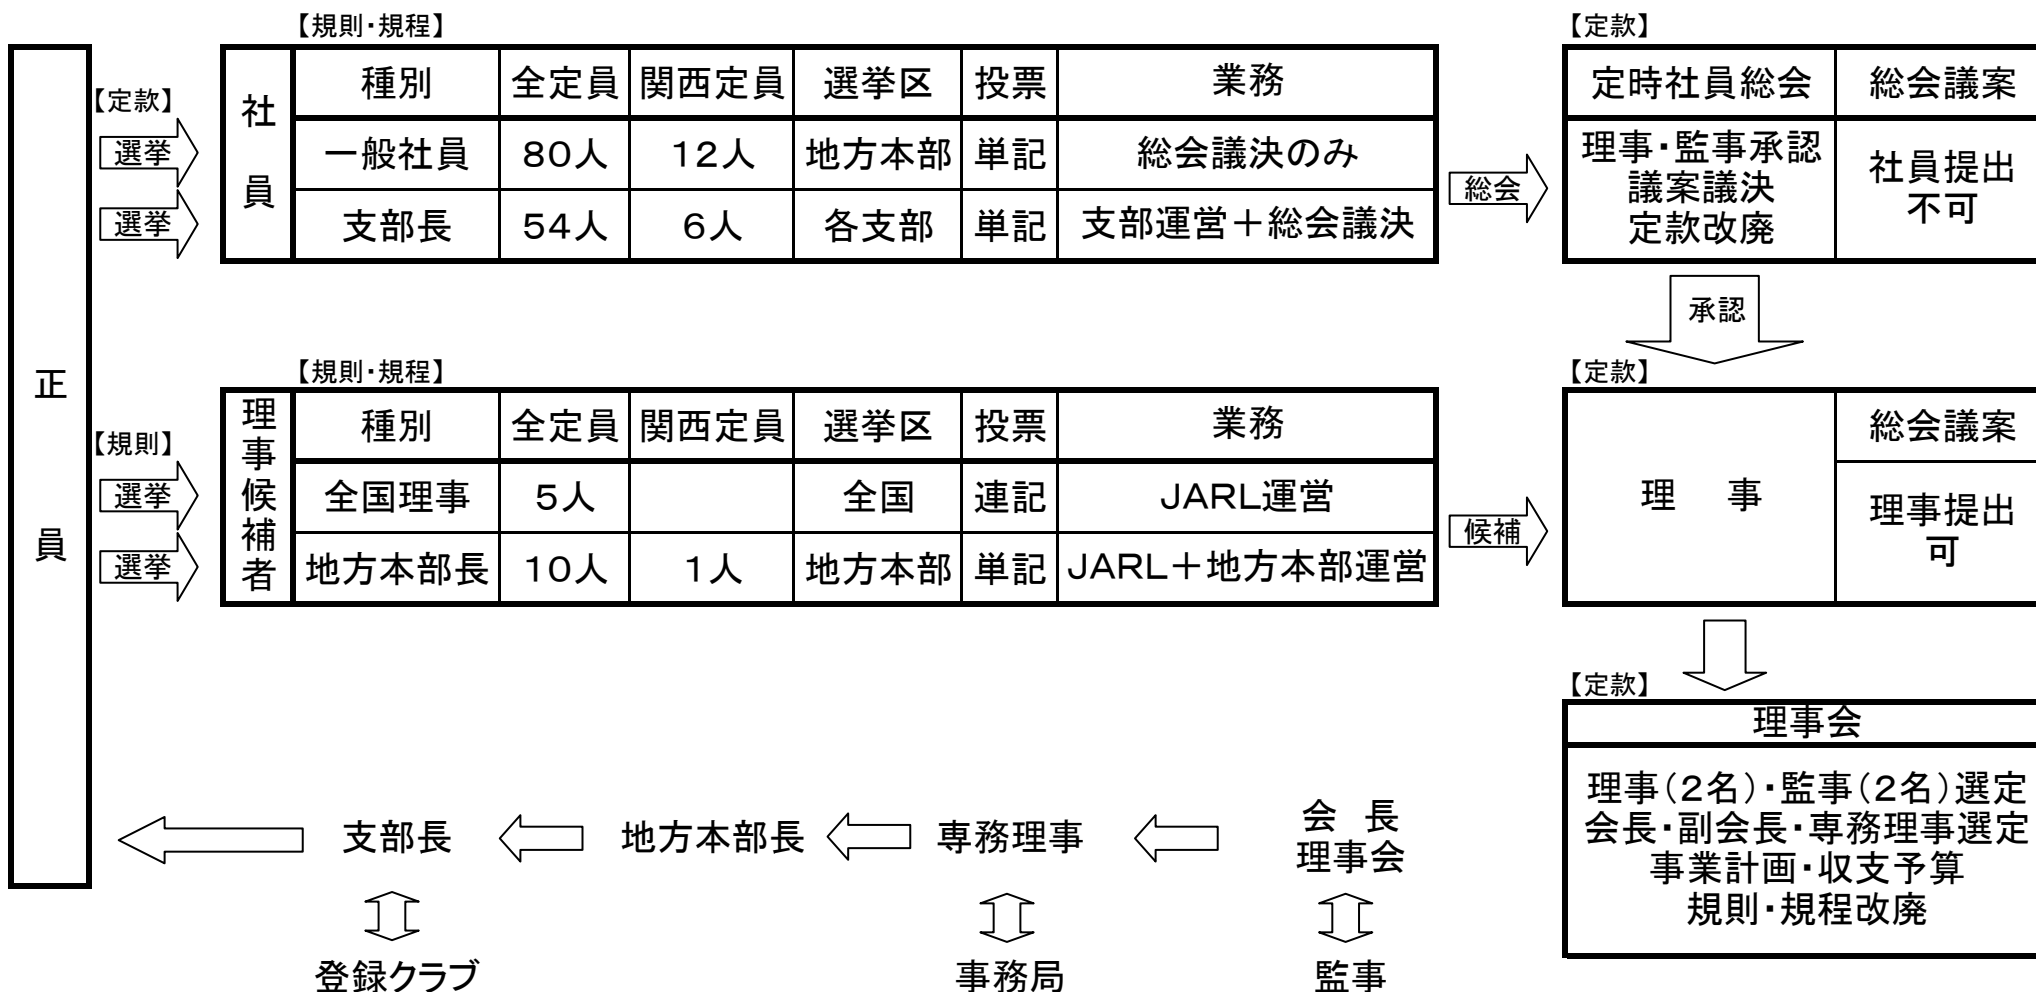 【規則・規程】
【定款】
正員
【定款】
選挙
選挙
社員
種別 全定員 関西定員 選挙区 投票 業務
一般社員 80人 12人 地方本部 単記 総会議決のみ
支部長 54人 6人 各支部 単記 支部運営+総会議決
総会
定時社員総会 総会議案
理事・監事承認
議案議決
定款改廃
社員提出
不可
承認
【規則・規程】
【定款】
【規則】
選挙
選挙
理事候補者
種別 全定員 関西定員 選挙区 投票 業務
全国理事 5人 全国 連記 JARL運営
地方本部長 10人 1人 地方本部 単記 JARL+地方本部運営
候補
理 事
総会議案
理事提出
可
【定款】
理事会
理事(2名)・監事(2名)選定
会長・副会長・専務理事選定
事業計画・収支予算
規則・規程改廃
支部長 地方本部長 専務理事
会 長
理事会
登録クラブ 事務局 監事